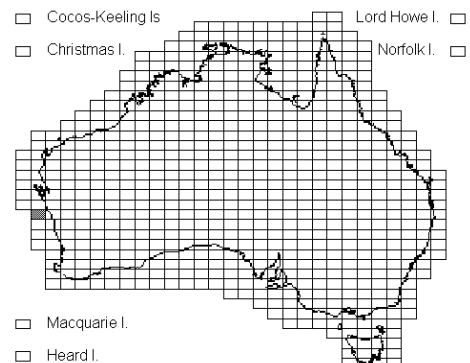 Cocos-Keeling Is
Lord Howe I.
Christmas I.
Norfolk I.
Macquarie I.
Heard I.